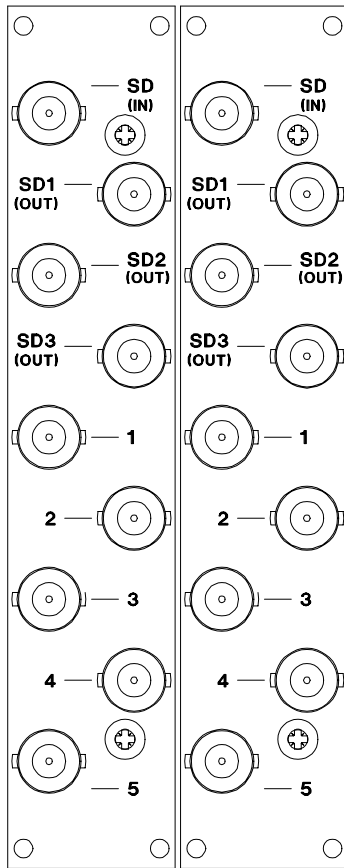 SD
(IN)
SD1
(OUT)
SD2
(OUT)
SD3
(OUT)
1
2
3
4
5
SD
(IN)
SD1
(OUT)
SD2
(OUT)
SD3
(OUT)
1
2
3
4
5